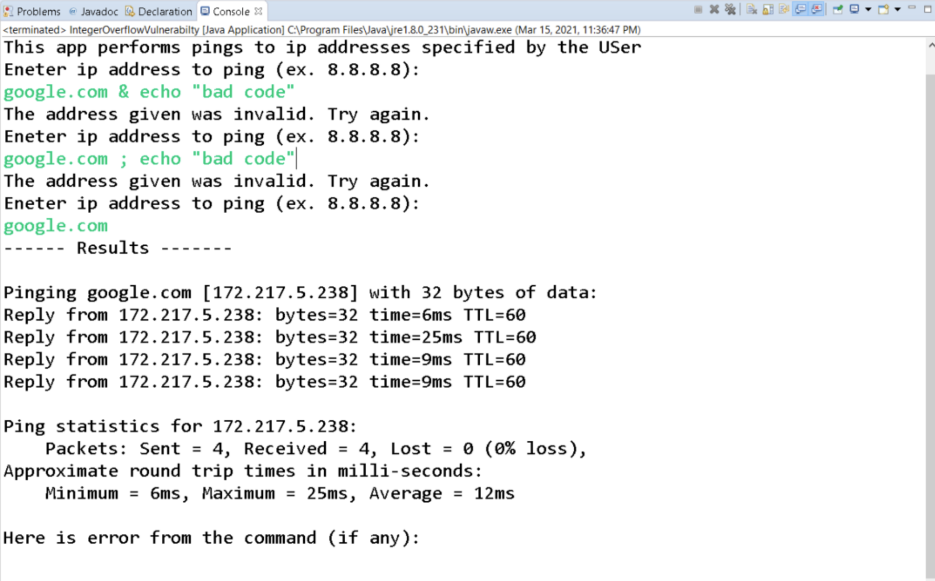 Problems Javadoc Declaration Console
<terminated> IntegerOverflowVulnerabilty [Java Application] C:\Program Files\Java\jre1.8.0_231\bin\javaw.exe (Mar 15, 2021, 11:36:47 PM)
This app performs pings to ip addresses specified by the USer
Eneter ip address to ping (ex. 8.8.8.8):
google.com & echo "bad code"
The address given was invalid. Try again.
Eneter ip address to ping (ex. 8.8.8.8):
google.com ; echo "bad code"
The address given was invalid. Try again.
Eneter ip address to ping (ex. 8.8.8.8):
google.com
------ Results -------
Pinging google.com [172.217.5.238] with 32 bytes of data:
Reply from 172.217.5.238: bytes=32 time=6ms TTL=60
Reply from 172.217.5.238: bytes=32 time=25ms TTL=60
Reply from 172.217.5.238: bytes=32 time=9ms TTL=60
Reply from 172.217.5.238: bytes=32 time=9ms TTL=60
Ping statistics for 172.217.5.238:
Packets: Sent = 4, Received = 4, Lost = 0 (0% loss),
Approximate round trip times in milli-seconds:
Minimum = 6ms, Maximum = 25ms, Average = 12ms
Here is error from the command (if any):